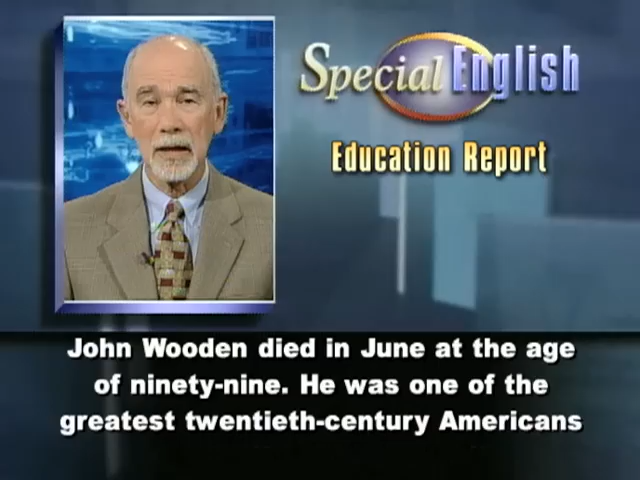 Special English
Education Report
John Wooden died in June at the age
of ninety-nine. He was one of the
greatest twentieth-century Americans